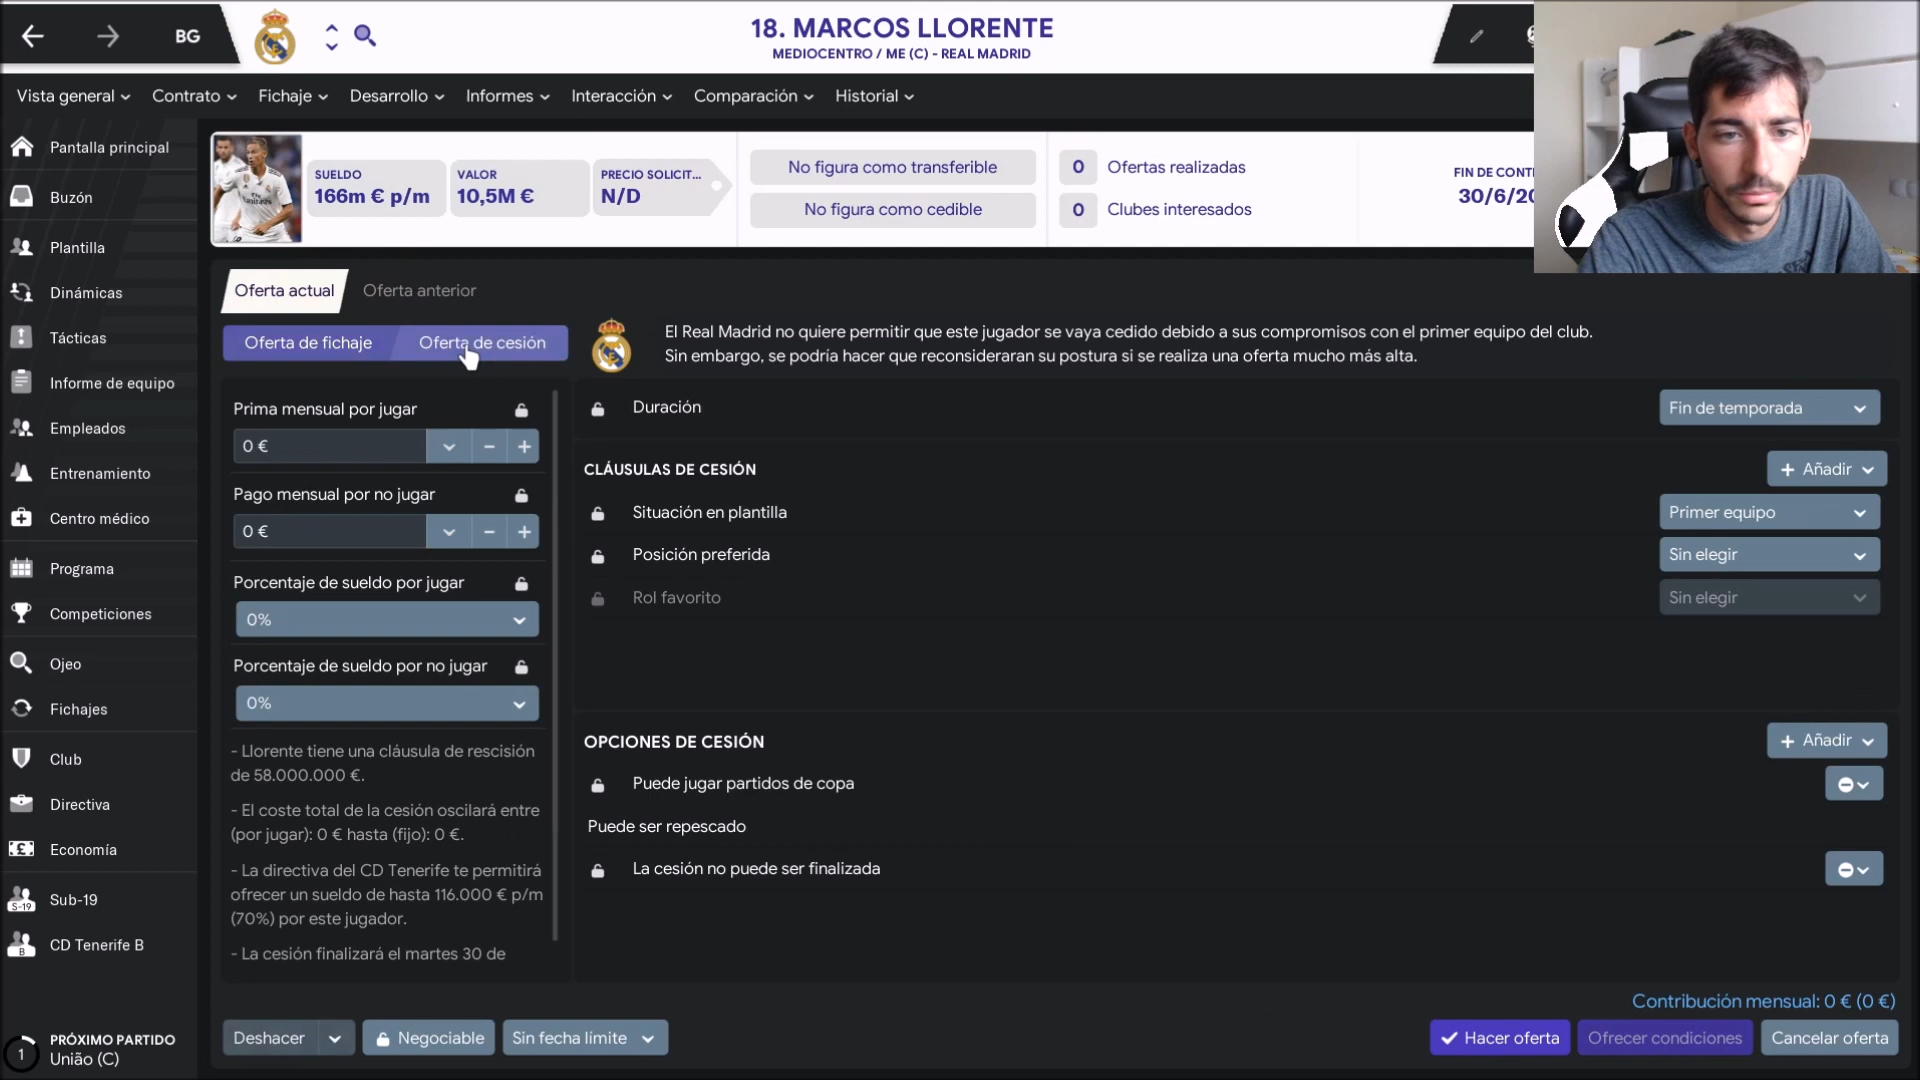 BG
18. MARCOS LLORENTE
MEDIOCENTRO / ME (C) - REAL MADRID
Vista general
Contrato
Fichaje
Desarrollo
Informes
Interacción
Comparación
Historial
Pantalla principal
Buzón
Plantilla
Dinámicas
Tácticas
Informe de equipo
Empleados
Entrenamiento
Centro médico
Programa
Competiciones
Ojeo
Fichajes
Club
Directiva
Economía
S-19
Sub-19
B
CD Tenerife B
1
PRÓXIMO PARTIDO
União (C)
SUELDO
166m € p/m
VALOR
10,5M €
PRECIO SOLICIT...
N/D
No figura como transferible
No figura como cedible
0 Ofertas realizadas
0 Clubes interesados
FIN DE
30/6/
Oferta actual
Oferta anterior
Oferta de fichaje
Oferta de cesión
El Real Madrid no quiere permitir que este jugador se vaya cedido debido a sus compromisos con el primer equipo del club.
Sin embargo, se podría hacer que reconsideraran su postura si se realiza una oferta mucho más alta.
Prima mensual por jugar
0 €
Pago mensual por no jugar
0 €
Porcentaje de sueldo por jugar
0%
Porcentaje de sueldo por no jugar
0%
- Llorente tiene una cláusula de rescisión
de 58.000.000 €.
- El coste total de la cesión oscilará entre
(por jugar): 0 € hasta (fijo): 0 €.
- La directiva del CD Tenerife te permitirá
ofrecer un sueldo de hasta 116.000 € p/m
(70%) por este jugador.
- La cesión finalizará el martes 30 de
Duración
Fin de temporada
CLÁUSULAS DE CESIÓN
+ Añadir
Situación en plantilla
Primer equipo
Posición preferida
Sin elegir
Rol favorito
Sin elegir
OPCIONES DE CESIÓN
+ Añadir
Puede jugar partidos de copa
Puede ser repescado
La cesión no puede ser finalizada
Contribución mensual: 0 € (0 €)
Deshacer
Negociable
Sin fecha límite
Hacer oferta
Ofrecer condiciones
Cancelar oferta